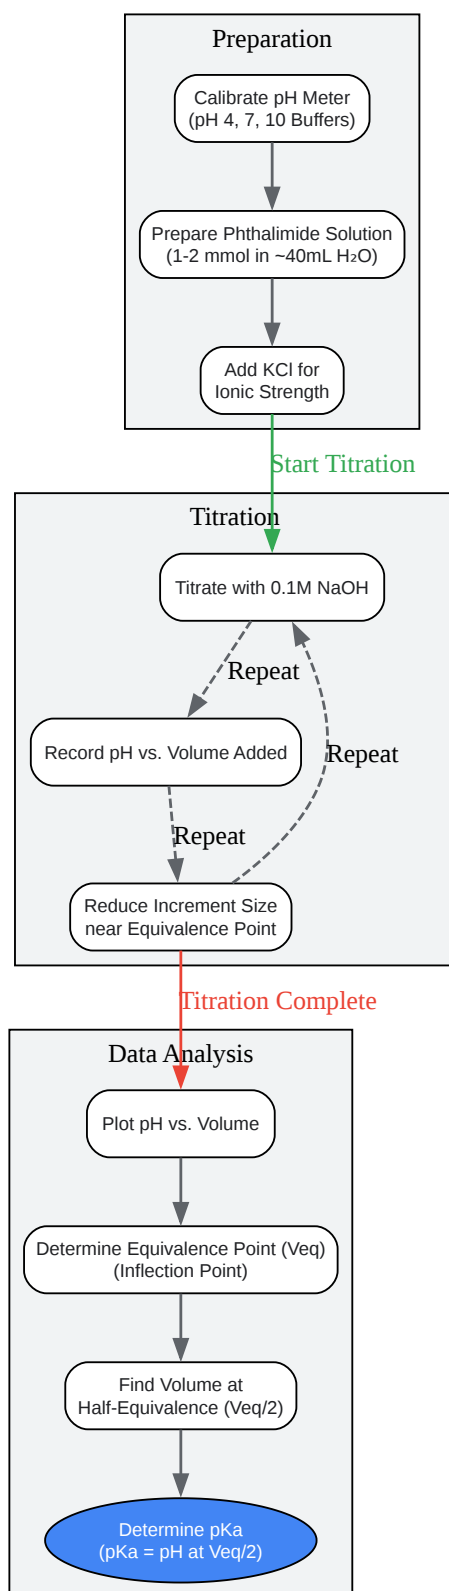 Preparation
Calibrate pH Meter
(pH 4, 7, 10 Buffers)
Prepare Phthalimide Solution
(1-2 mmol in ~40mL H₂O)
Add KCl for
Ionic Strength
Start Titration
Titration
Titrate with 0.1M NaOH
Repeat
Record pH vs. Volume Added
Repeat
Repeat
Reduce Increment Size
near Equivalence Point
Titration Complete
Data Analysis
Plot pH vs. Volume
Determine Equivalence Point (Veq)
(Inflection Point)
Find Volume at
Half-Equivalence (Veq/2)
Determine pKa
(pKa = pH at Veq/2)